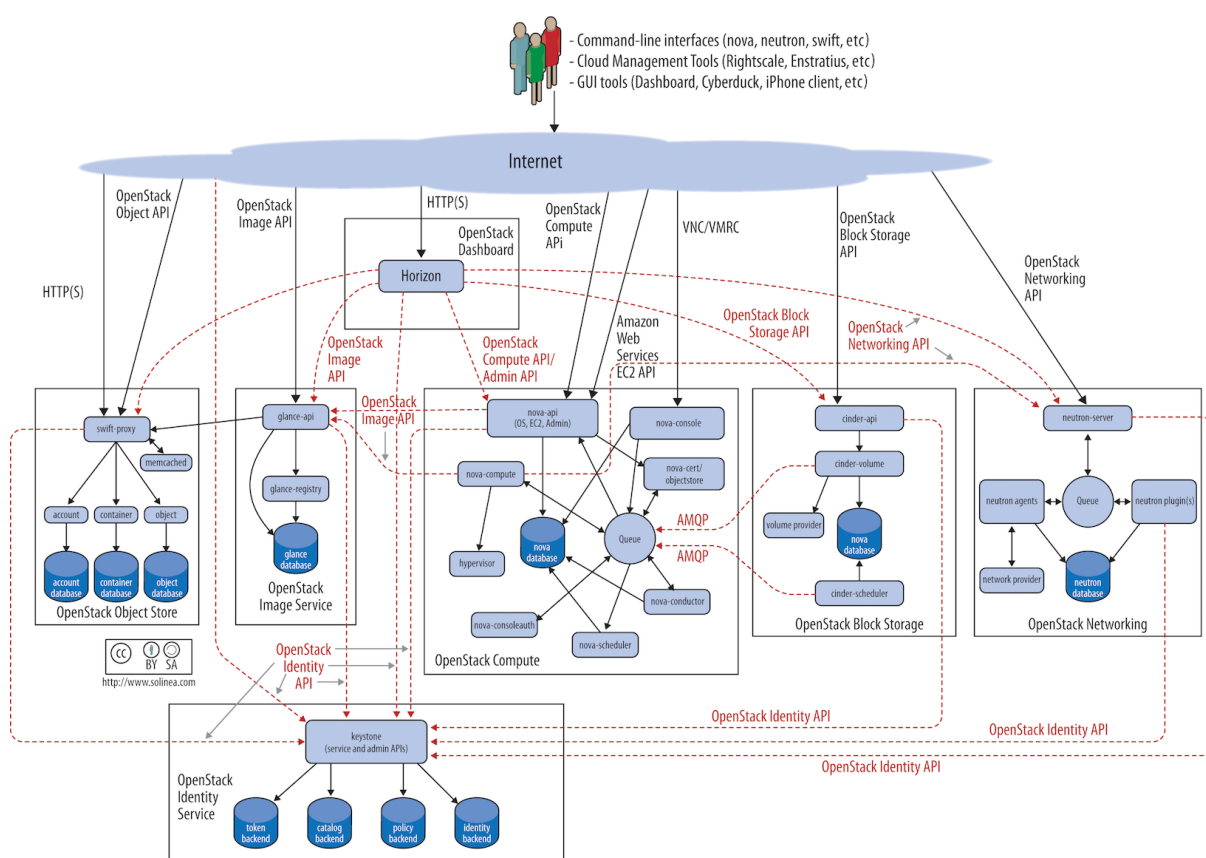 - Command-line interfaces (nova, neutron, swift, etc)
- Cloud Management Tools (Rightscale, Enstratius, etc)
- GUI tools (Dashboard, Cyberduck, iPhone client, etc)
Internet
OpenStack
Object API
OpenStack
Image API
HTTP(S)
OpenStack
Compute
APi
VNC/VMRC
OpenStack
Block Storage
API
OpenStack
Networking
API
HTTP(S)
OpenStack
Dashboard
Horizon
OpenStack
Image
API
OpenStack
Compute API/
Admin API
Amazon
Web
Services
EC2 API
OpenStack Block
Storage API
OpenStack
Networking API
OpenStack
Image API
swift-proxy
memcached
account
container
object
account
database
container
database
object
database
OpenStack Object Store
glance-api
glance-registry
glance
database
OpenStack
Image Service
nova-api
(OS, EC2, Admin)
nova-console
nova-compute
nova-cert/
objectstore
hypervisor
nova
database
Queue
nova-consoleauth
nova-conductor
nova-scheduler
OpenStack Compute
AMQP
AMQP
cinder-api
cinder-volume
volume provider
nova
database
cinder-scheduler
OpenStack Block Storage
neutron-server
neutron agents
Queue
neutron plugin(s)
network provider
neutron
database
OpenStack Networking
cc
BY SA
http://www.solinea.com
OpenStack
Identity
API
OpenStack Identity API
OpenStack Identity API
OpenStack Identity API
keystone
(service and admin APIs)
OpenStack
Identity
Service
token
backend
catalog
backend
policy
backend
identity
backend